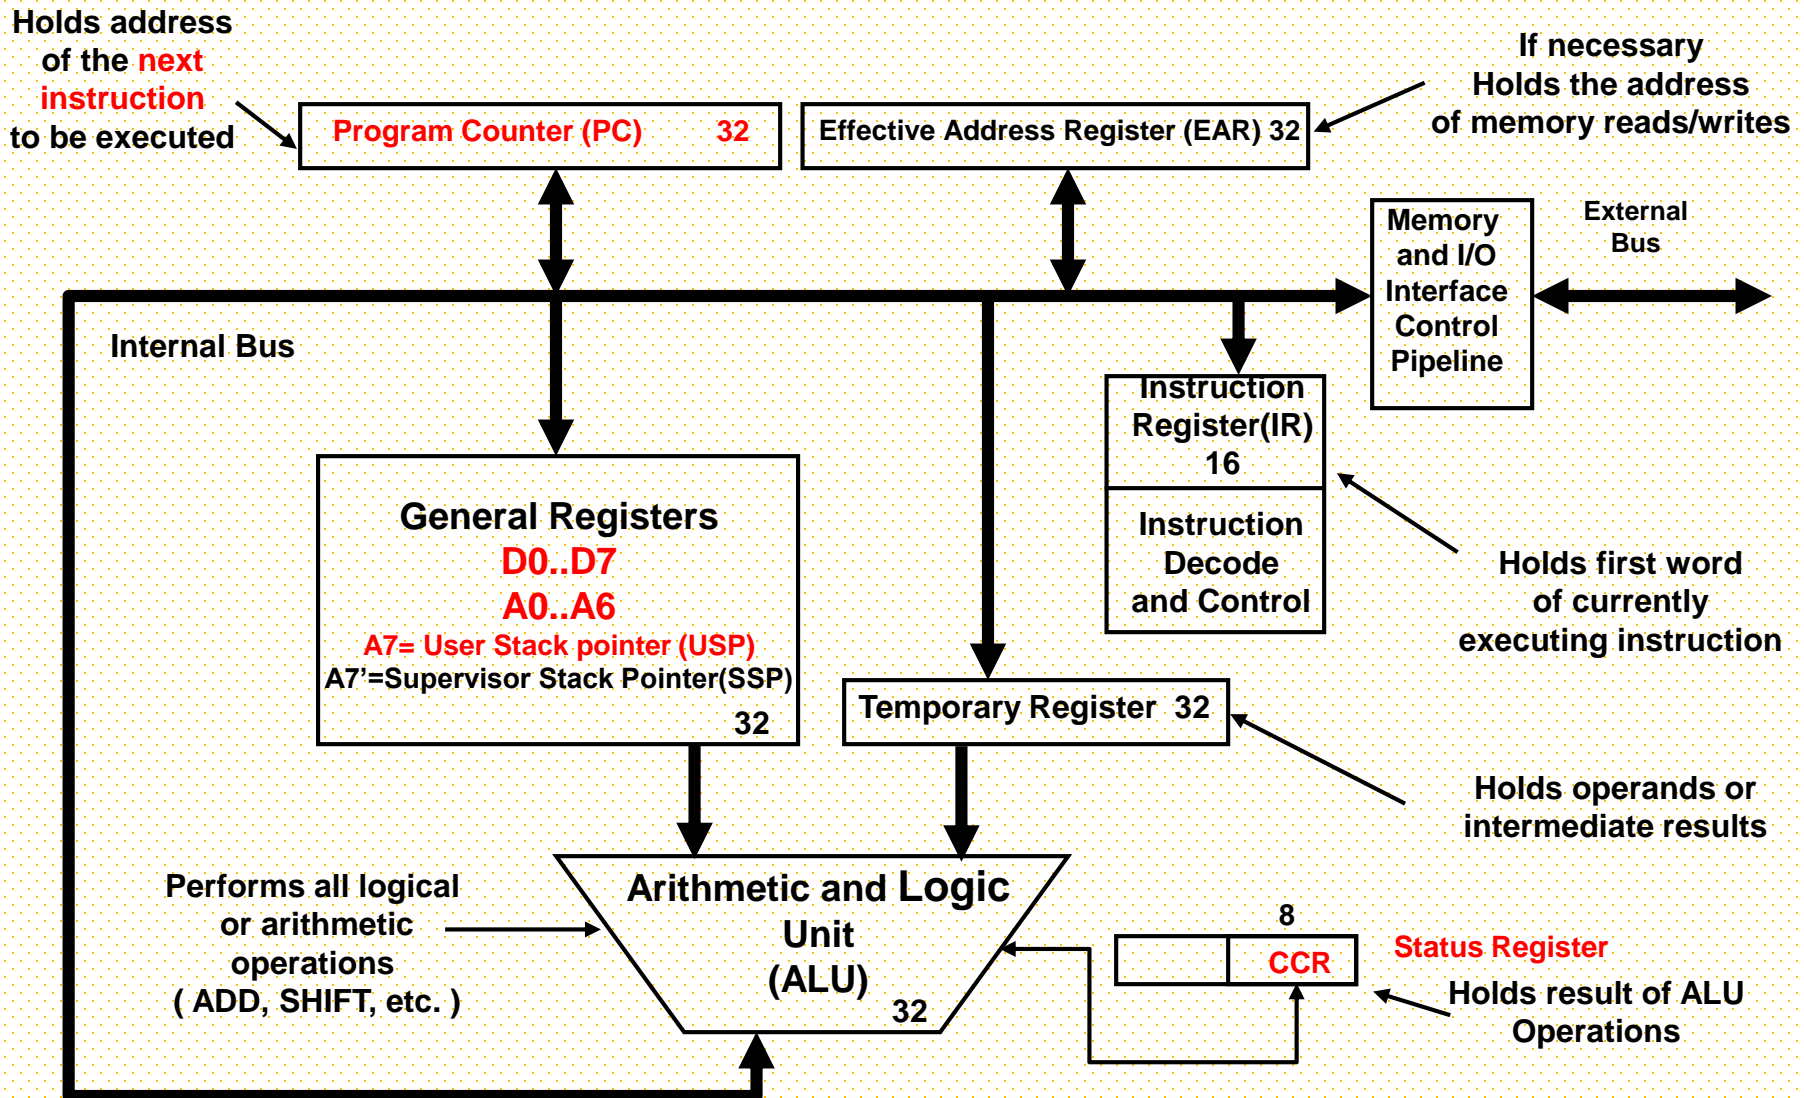 Holds address
of the next
instruction
to be executed
Program Counter (PC) 32
Effective Address Register (EAR) 32
If necessary
Holds the address
of memory reads/writes
Memory
and I/O
Interface
Control
Pipeline
External
Bus
Internal Bus
Instruction
Register(IR)
16
Instruction
Decode
and Control
Holds first word
of currently
executing instruction
General Registers
D0..D7
A0..A6
A7= User Stack pointer (USP)
A7’=Supervisor Stack Pointer(SSP)
32
Temporary Register 32
Holds operands or
intermediate results
Performs all logical
or arithmetic
operations
( ADD, SHIFT, etc. )
Arithmetic and Logic
Unit
(ALU)
32
8
CCR
Status Register
Holds result of ALU
Operations